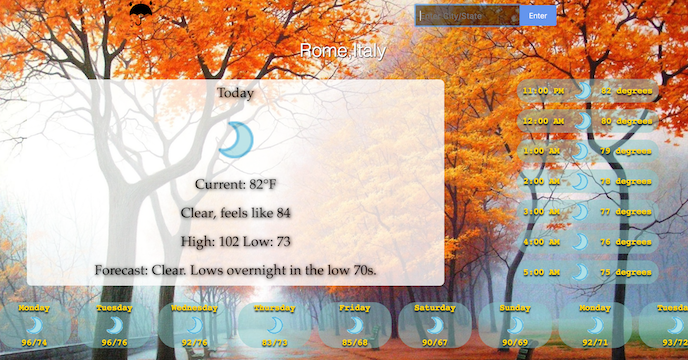 Enter City,State
Enter
Rome,Italy
Today
Current: 82°F
Clear, feels like 84
High: 102 Low: 73
Forecast: Clear. Lows overnight in the low 70s.
11:00 PM 82 degrees
12:00 AM 80 degrees
1:00 AM 79 degrees
2:00 AM 78 degrees
3:00 AM 77 degrees
4:00 AM 76 degrees
5:00 AM 75 degrees
Monday Tuesday Wednesday Thursday Friday Saturday Sunday Monday Tuesda
96/74 96/76 92/76 83/73 85/68 90/67 90/69 92/71 93/72